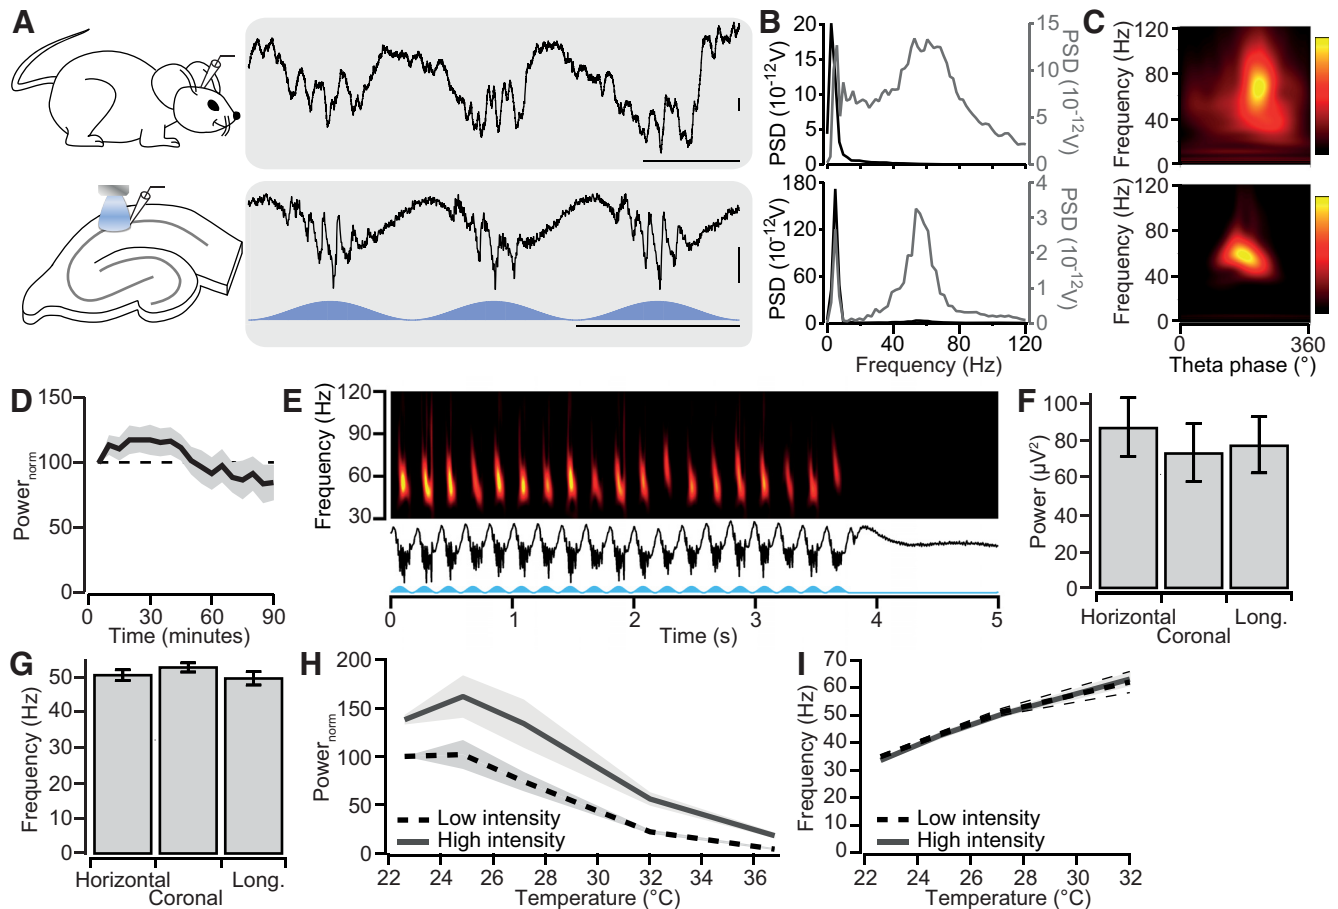 A
B
C
20
15
10
5
0
PSD (10⁻¹²V)
15
10
5
0
PSD (10⁻¹²V)
180
120
60
0
PSD (10⁻¹²V)
4
3
2
1
0
PSD (10⁻¹²V)
0 40 80 120
Frequency (Hz)
120
80
40
0
Frequency (Hz)
120
80
40
0
Frequency (Hz)
0 360
Theta phase (°)
D
150
100
50
0
Power norm
0 30 60 90
Time (minutes)
E
120
90
60
30
Frequency (Hz)
0 1 2 3 4 5
Time (s)
F
100
80
60
40
20
0
Power (µV²)
Horizontal Long.
Coronal
G
50
40
30
20
10
0
Frequency (Hz)
Horizontal Long.
Coronal
H
200
150
100
50
0
Power norm
Low intensity
High intensity
22 24 26 28 30 32 34 36
Temperature (°C)
I
70
60
50
40
30
20
10
0
Frequency (Hz)
Low intensity
High intensity
22 24 26 28 30 32
Temperature (°C)